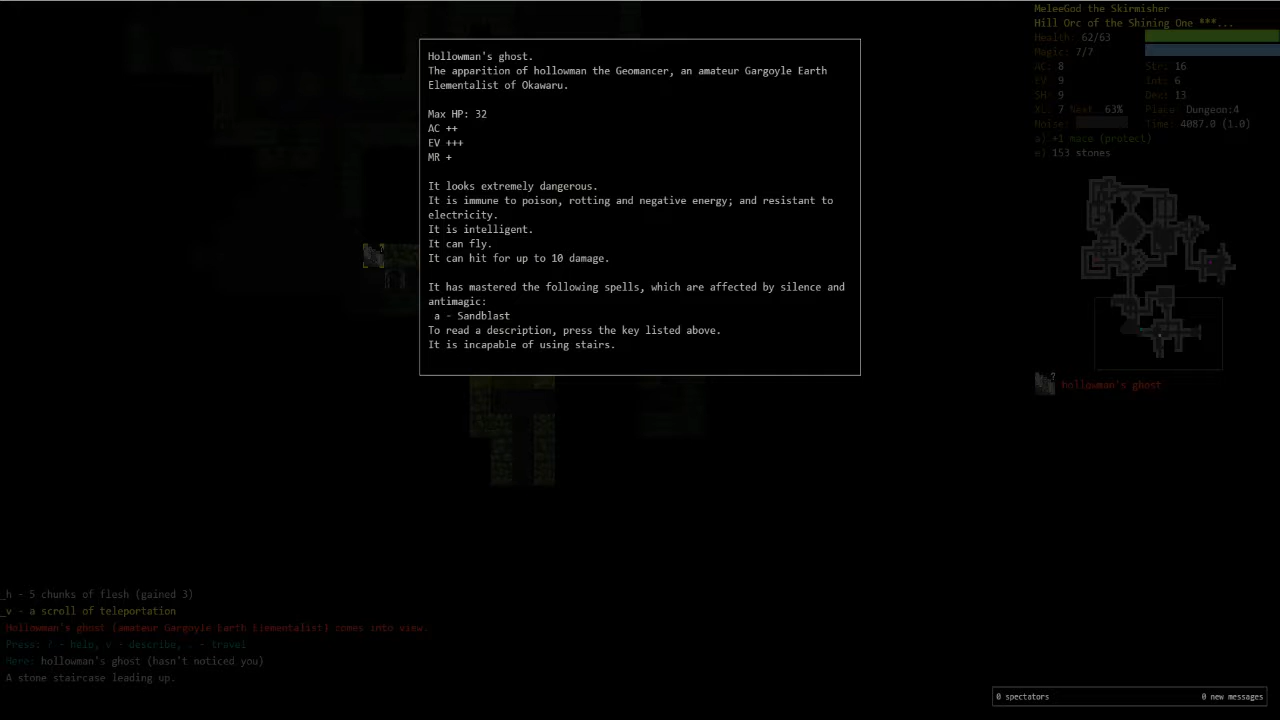 MeleeGod the Skirmisher
Hill Orc of the Shining One ***...
Health: 62/63
Magic: 7/7
AC: 8 Str: 16
EV 9 Int: 6
SH 9 Dex: 13
XL: 7 Next 63% Place Dungeon:4
Noise: Time: 4087.0 (1.0)
a) +1 mace (protect)
e) 153 stones
Hollowman's ghost.
The apparition of hollowman the Geomancer, an amateur Gargoyle Earth
Elementalist of Okawaru.
Max HP: 32
AC ++
EV +++
MR +
It looks extremely dangerous.
It is immune to poison, rotting and negative energy; and resistant to
electricity.
It is intelligent.
It can fly.
It can hit for up to 10 damage.
It has mastered the following spells, which are affected by silence and
antimagic:
a - Sandblast
To read a description, press the key listed above.
It is incapable of using stairs.
hollowman's ghost
_h - 5 chunks of flesh (gained 3)
_v - a scroll of teleportation
Hollowman's ghost (amateur Gargoyle Earth Elementalist) comes into view.
Press: ? - help, v - describe, . - travel
Here: hollowman's ghost (hasn't noticed you)
A stone staircase leading up.
0 spectators 0 new messages